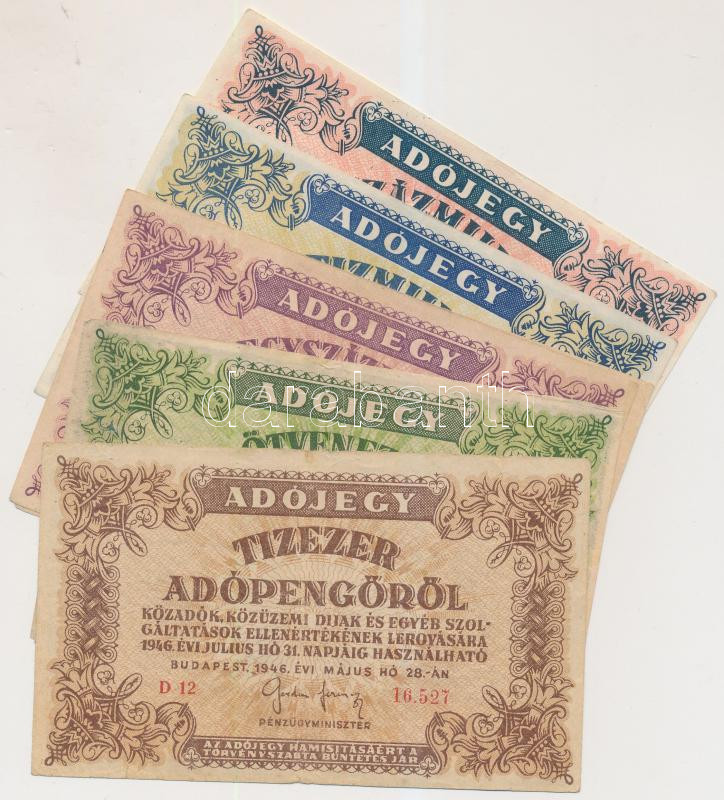 ADÓJEGY
ADÓJEGY
ADÓJEGY
ADÓJEGY
ADÓJEGY
TIZEZER
ADÓPENGŐRŐL
KÖZADÓK, KÖZÜZEMI DIJAK ÉS EGYÉB SZOL-
GÁLTATÁSOK ELLENÉRTÉKÉNEK LEROVÁSÁRA
1946. ÉVI JULIUS HÓ 31. NAPJÁIG HASZNÁLHATÓ
BUDAPEST, 1946. ÉVI MÁJUS HÓ 28.-ÁN
D 12 16.527
PÉNZÜGYMINISZTER
AZ ADÓJEGY HAMISITÁSÁÉRT A
TÖRVÉNYSZABTA BÜNTETÉS JÁR
darabanth